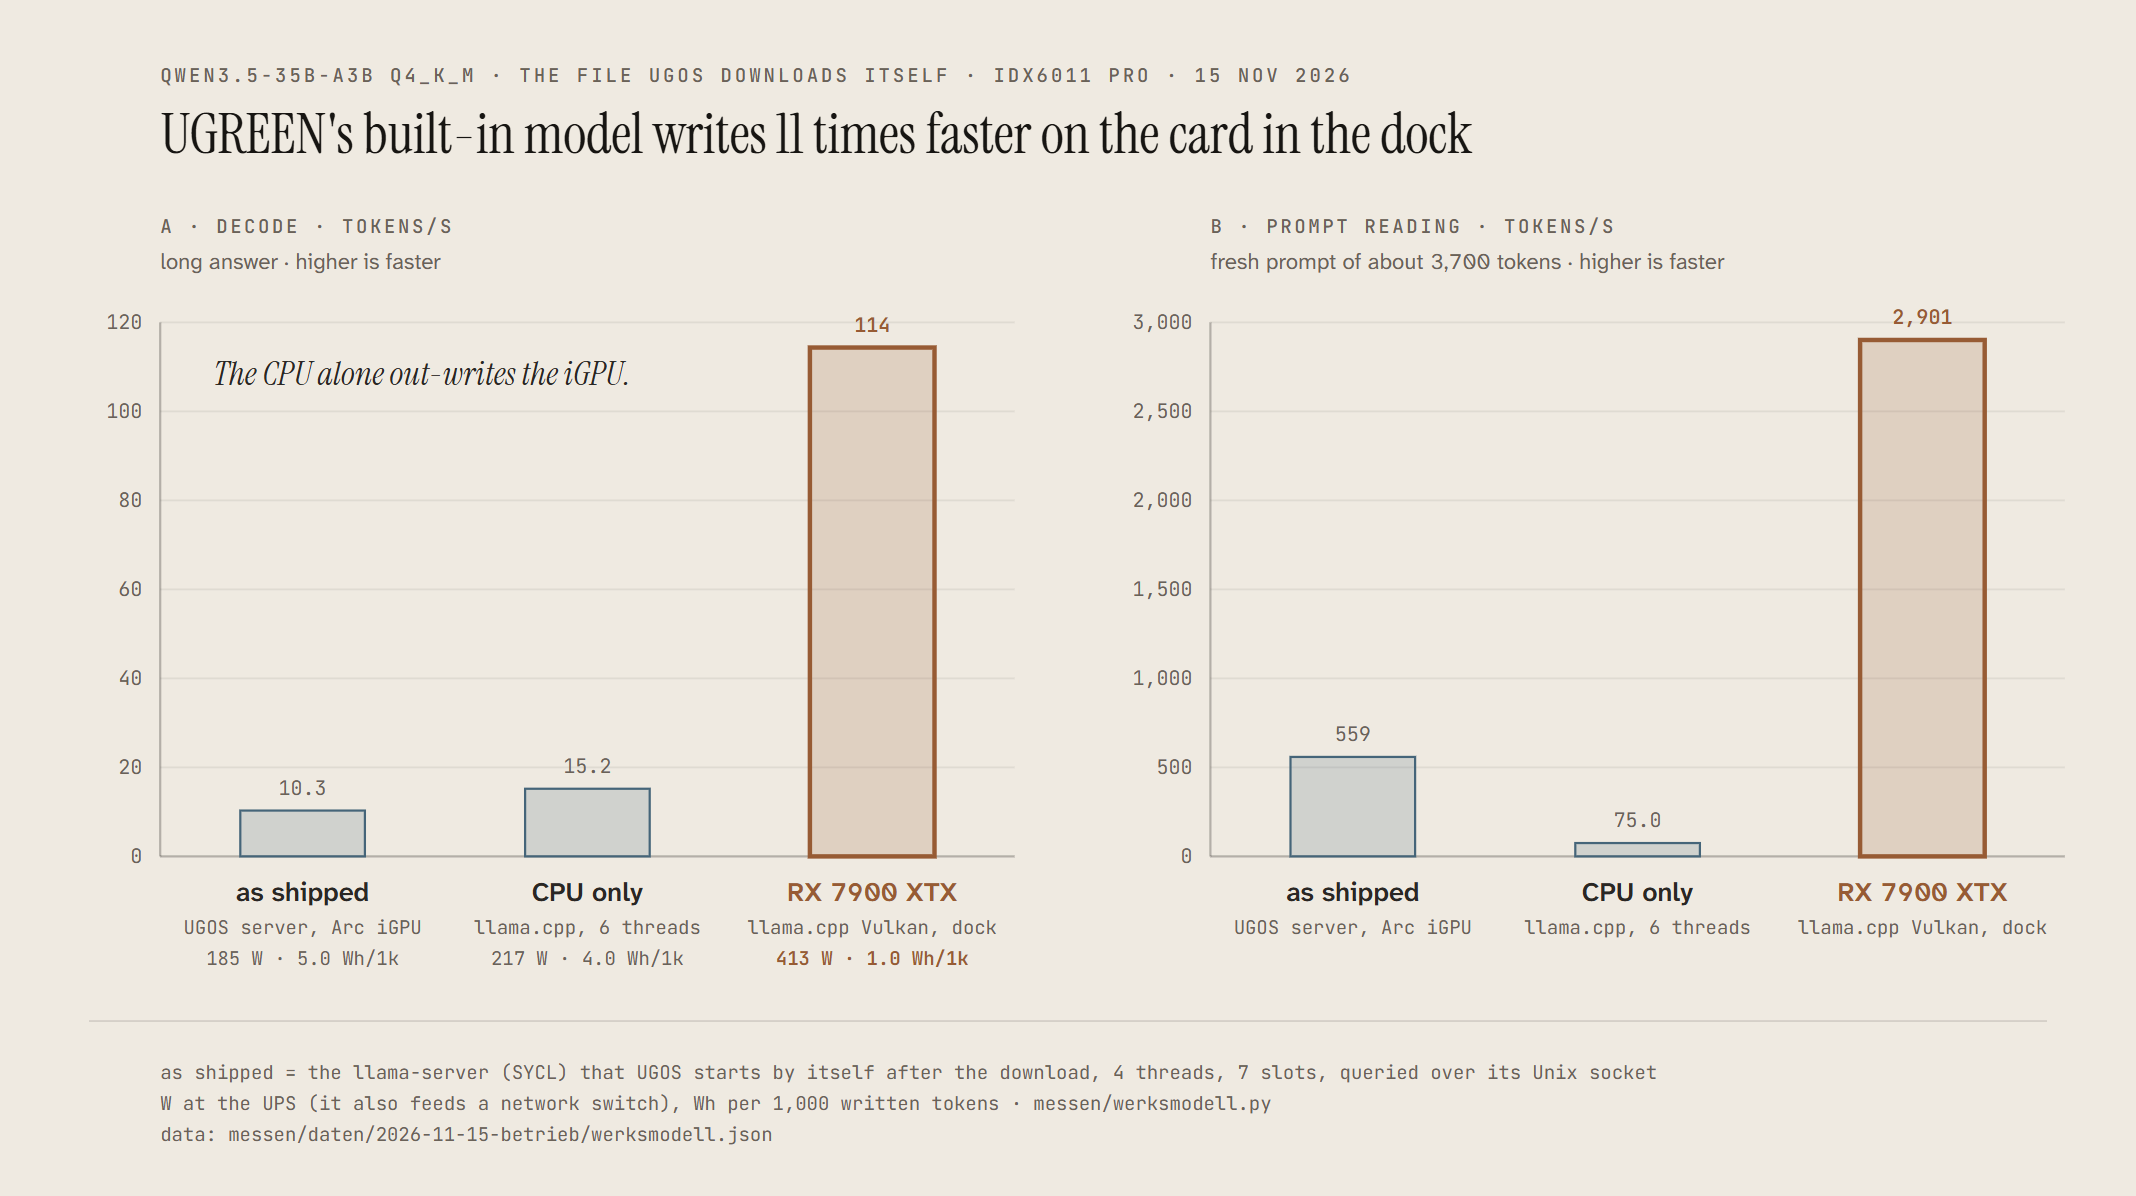 QWEN3.5-35B-A3B Q4_K_M · THE FILE UGOS DOWNLOADS ITSELF · IDX6011 PRO · 15 NOV 2026
UGREEN's built-in model writes 11 times faster on the card in the dock
A · DECODE · TOKENS/S
long answer · higher is faster
120
100
80
60
40
20
0
The CPU alone out-writes the iGPU.
10.3
15.2
114
as shipped
UGOS server, Arc iGPU
185 W · 5.0 Wh/1k
CPU only
llama.cpp, 6 threads
217 W · 4.0 Wh/1k
RX 7900 XTX
llama.cpp Vulkan, dock
413 W · 1.0 Wh/1k
B · PROMPT READING · TOKENS/S
fresh prompt of about 3,700 tokens · higher is faster
3,000
2,500
2,000
1,500
1,000
500
0
559
75.0
2,901
as shipped
UGOS server, Arc iGPU
CPU only
llama.cpp, 6 threads
RX 7900 XTX
llama.cpp Vulkan, dock
as shipped = the llama-server (SYCL) that UGOS starts by itself after the download, 4 threads, 7 slots, queried over its Unix socket
W at the UPS (it also feeds a network switch), Wh per 1,000 written tokens · messen/werksmodell.py
data: messen/daten/2026-11-15-betrieb/werksmodell.json